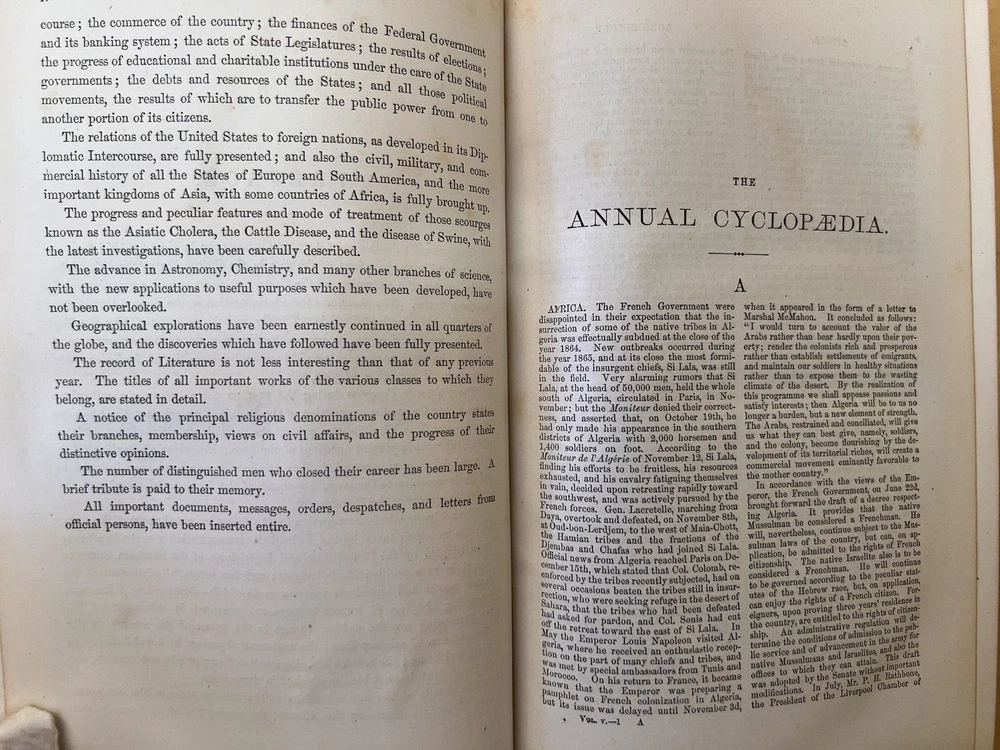 course; the commerce of the country; the finances of the Federal Government
and its banking system; the acts of State Legislatures; the results of elections;
the progress of educational and charitable institutions under the care of the State
governments; the debts and resources of the States; and all those political
movements, the results of which are to transfer the public power from one to
another portion of its citizens.
The relations of the United States to foreign nations, as developed in its Dip-
lomatic Intercourse, are fully presented; and also the civil, military, and com-
mercial history of all the States of Europe and South America, and the more
important kingdoms of Asia, with some countries of Africa, is fully brought up.
The progress and peculiar features and mode of treatment of those scourges
known as the Asiatic Cholera, the Cattle Disease, and the disease of Swine, with
the latest investigations, have been carefully described.
The advance in Astronomy, Chemistry, and many other branches of science,
with the new applications to useful purposes which have been developed, have
not been overlooked.
Geographical explorations have been earnestly continued in all quarters of
the globe, and the discoveries which have followed have been fully presented.
The record of Literature is not less interesting than that of any previous
year. The titles of all important works of the various classes to which they
belong, are stated in detail.
A notice of the principal religious denominations of the country states
their branches, membership, views on civil affairs, and the progress of their
distinctive opinions.
The number of distinguished men who closed their career has been large. A
brief tribute is paid to their memory.
All important documents, messages, orders, despatches, and letters from
official persons, have been inserted entire.
THE
ANNUAL CYCLOPÆDIA.
A
AFRICA. The French Government were
disappointed in their expectation that the in-
surrection of some of the native tribes in Al-
geria was effectually subdued at the close of the
year 1864. New outbreaks occurred during
the year 1865, and at its close the most formi-
dable of the insurgent chiefs, Si Lala, was still
in the field. Very alarming rumors that Si
Lala, at the head of 50,000 men, held the whole
south of Algeria, circulated in Paris, in No-
vember; but the Moniteur denied their correct-
ness, and asserted that, on October 19th, he
had only made his appearance in the southern
districts of Algeria with 2,000 horsemen and
1,400 soldiers on foot. According to the
Moniteur de l'Algérie of November 12, Si Lala,
finding his efforts to be fruitless, his resources
exhausted, and his cavalry fatiguing themselves
in vain, decided upon retreating rapidly toward
the southwest, and was actively pursued by the
French forces. Gen. Lacretelle, marching from
Daya, overtook and defeated, on November 8th,
at Oud-bon-Lerdjem, to the west of Maia-Chott,
the Hamian tribes and the fractions of the
Djembas and Chafas who had joined Si Lala.
Official news from Algeria reached Paris on De-
cember 15th, which stated that Col. Colomb, re-
enforced by the tribes recently subjected, had on
several occasions beaten the tribes still in insur-
rection, who were seeking refuge in the desert of
Sahara, that the tribes who had been defeated
had asked for pardon, and Col. Sonis had cut
off the retreat toward the east of Si Lala. In
May the Emperor Louis Napoleon visited Al-
geria, where he received an enthusiastic recep-
tion on the part of many chiefs and tribes, and
was met by special ambassadors from Tunis and
Morocco. On his return to France, it became
known that the Emperor was preparing a
pamphlet on French colonization in Algeria,
but its issue was delayed until November 3d,
Vol. v.—1 A
when it appeared in the form of a letter to
Marshal McMahon. It concluded as follows:
"I would turn to account the valor of the
Arabs rather than bear hardly upon their pov-
erty; render the colonists rich and prosperous
rather than establish settlements of emigrants,
and maintain our soldiers in healthy situations
rather than to expose them to the wasting
climate of the desert. By the realization of
this programme we shall appease passions and
satisfy interests; then Algeria will be to us no
longer a burden, but a new element of strength.
The Arabs, restrained and conciliated, will give
us what they can best give, namely, soldiers,
and the colony, become flourishing by the de-
velopment of its territorial riches, will create a
commercial movement eminently favorable to
the mother country."
In accordance with the views of the Em-
peror, the French Government, on June 22d,
brought forward the draft of a decree respect-
ing Algeria. It provides that the native
Mussulman be considered a Frenchman. He
will, nevertheless, continue subject to the Mus-
sulman laws of the country, but can, on ap-
plication, be admitted to the rights of French
citizenship. The native Israelite also is to be
considered a Frenchman. He will continue
to be governed according to the peculiar stat-
utes of the Hebrew race, but, on application,
can enjoy the rights of a French citizen. For-
eigners, upon proving three years' residence in
the country, are entitled to the rights of citizen-
ship. An administrative regulation will de-
termine the conditions of admission to the pub-
lic service and of advancement in the army for
native Mussulmans and Israelites, and also the
offices to which they can attain. This draft
was adopted by the Senate without important
modifications. In July, Mr. P. H. Rathbone,
the President of the Liverpool Chamber of